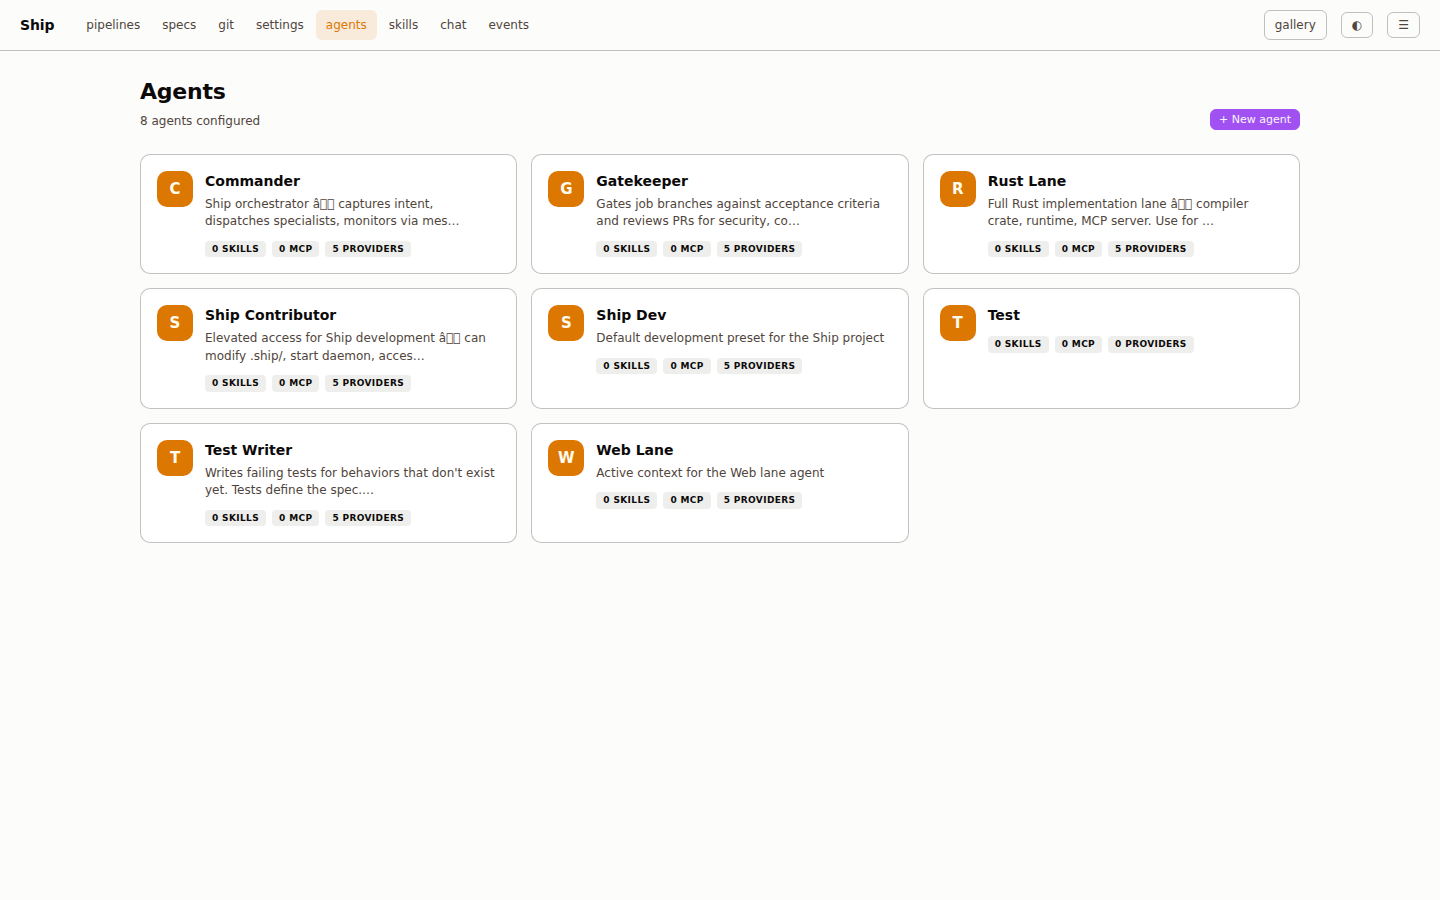 Ship pipelines specs git settings agents skills chat events gallery ◐ ☰
Agents
8 agents configured
+ New agent
C
Commander
Ship orchestrator â captures intent,
dispatches specialists, monitors via mes…
0 SKILLS 0 MCP 5 PROVIDERS
G
Gatekeeper
Gates job branches against acceptance criteria
and reviews PRs for security, co…
0 SKILLS 0 MCP 5 PROVIDERS
R
Rust Lane
Full Rust implementation lane â compiler
crate, runtime, MCP server. Use for …
0 SKILLS 0 MCP 5 PROVIDERS
S
Ship Contributor
Elevated access for Ship development â can
modify .ship/, start daemon, acces…
0 SKILLS 0 MCP 5 PROVIDERS
S
Ship Dev
Default development preset for the Ship project
0 SKILLS 0 MCP 5 PROVIDERS
T
Test
0 SKILLS 0 MCP 0 PROVIDERS
T
Test Writer
Writes failing tests for behaviors that don't exist
yet. Tests define the spec.…
0 SKILLS 0 MCP 5 PROVIDERS
W
Web Lane
Active context for the Web lane agent
0 SKILLS 0 MCP 5 PROVIDERS